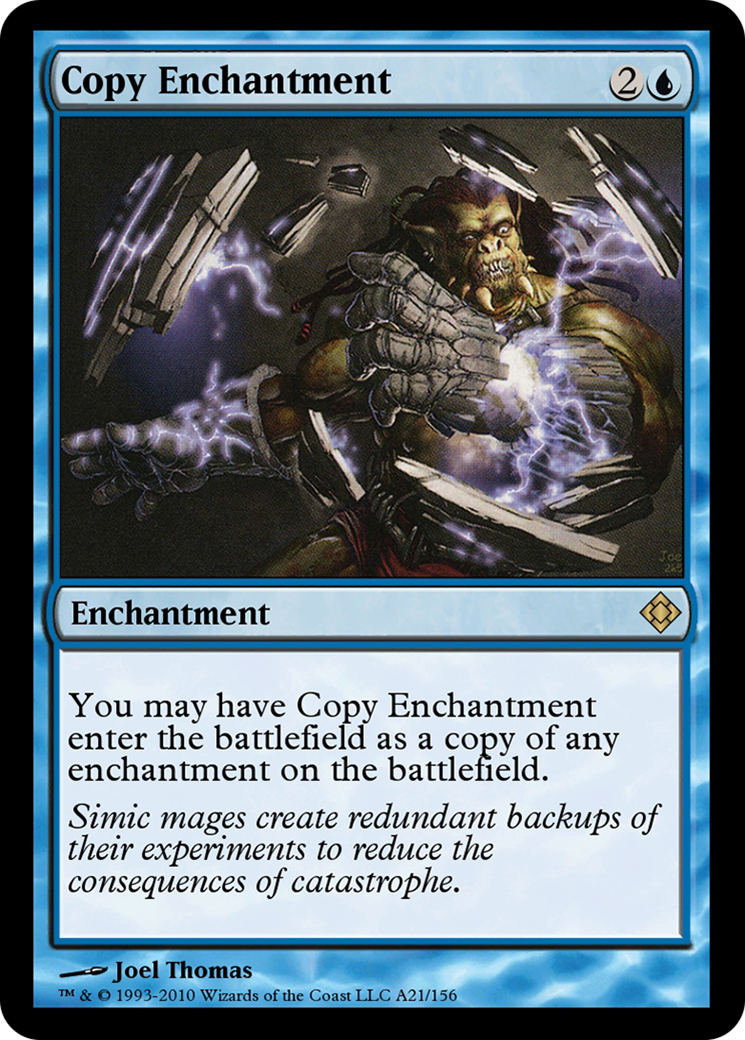 Copy Enchantment 2
Joe
2k5
Enchantment
You may have Copy Enchantment
enter the battlefield as a copy of any
enchantment on the battlefield.
Simic mages create redundant backups of
their experiments to reduce the
consequences of catastrophe.
Joel Thomas
™ & © 1993-2010 Wizards of the Coast LLC A21/156